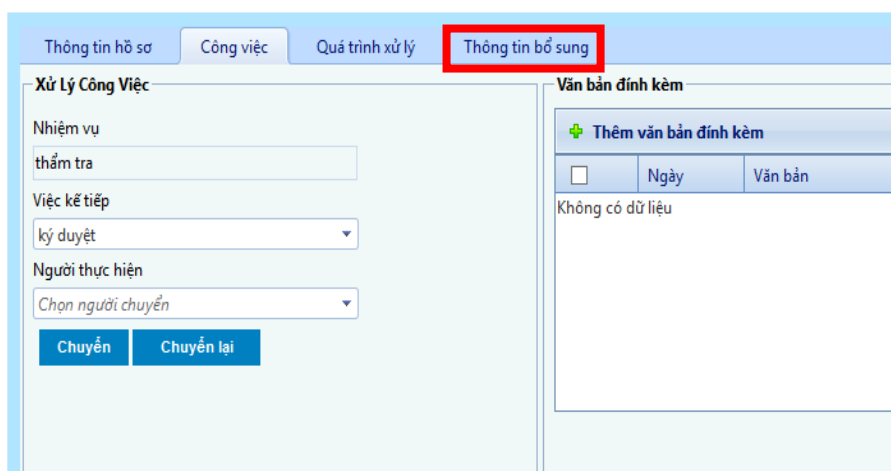 Thông tin hồ sơ Công việc Quá trình xử lý Thông tin bổ sung
Xử Lý Công Việc
Nhiệm vụ
thẩm tra
Việc kế tiếp
ký duyệt
Người thực hiện
Chọn người chuyển
Chuyển Chuyển lại
Văn bản đính kèm
Thêm văn bản đính kèm
Ngày Văn bản
Không có dữ liệu